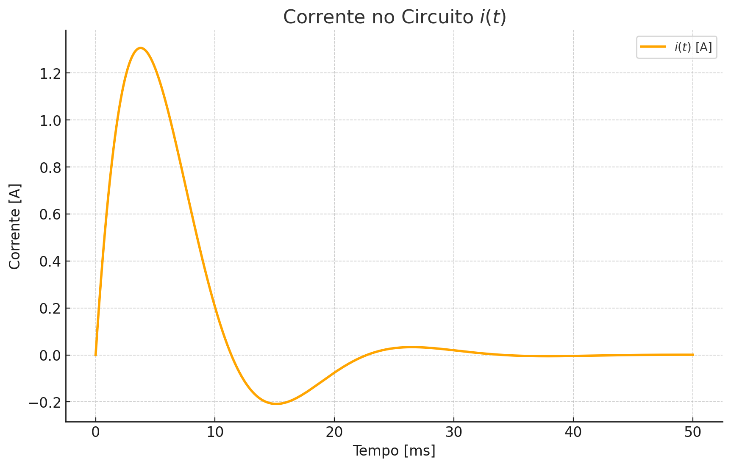 Corrente no Circuito i(t)
i(t) [A]
Corrente [A]
1.2
1.0
0.8
0.6
0.4
0.2
0.0
−0.2
0 10 20 30 40 50
Tempo [ms]